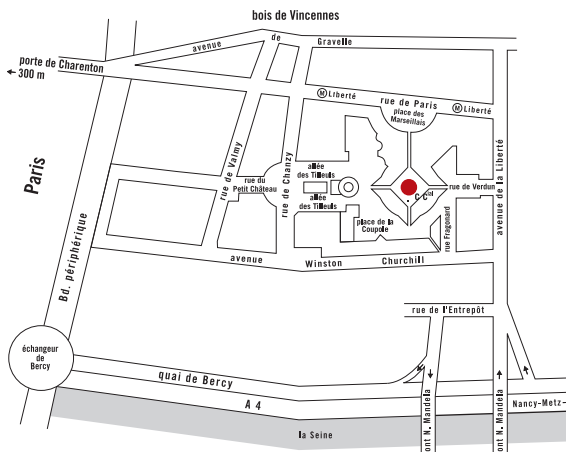 bois de Vincennes
avenue de Gravelle
porte de Charenton
300 m
M Liberté
rue de Paris
M Liberté
place des
Marseillais
Paris
Bd. périphérique
rue de Valmy
rue de Chanzy
rue du
Petit Château
allée
des Tilleuls
allée
des Tilleuls
C Cial
rue de Verdun
avenue de la Liberté
place de la
Coupole
rue Fragonard
avenue Winston Churchill
rue de l'Entrepôt
échangeur
de
Bercy
quai de Bercy
A 4
Nancy-Metz-
la Seine
ont N. Mandela
ont N. Mandela